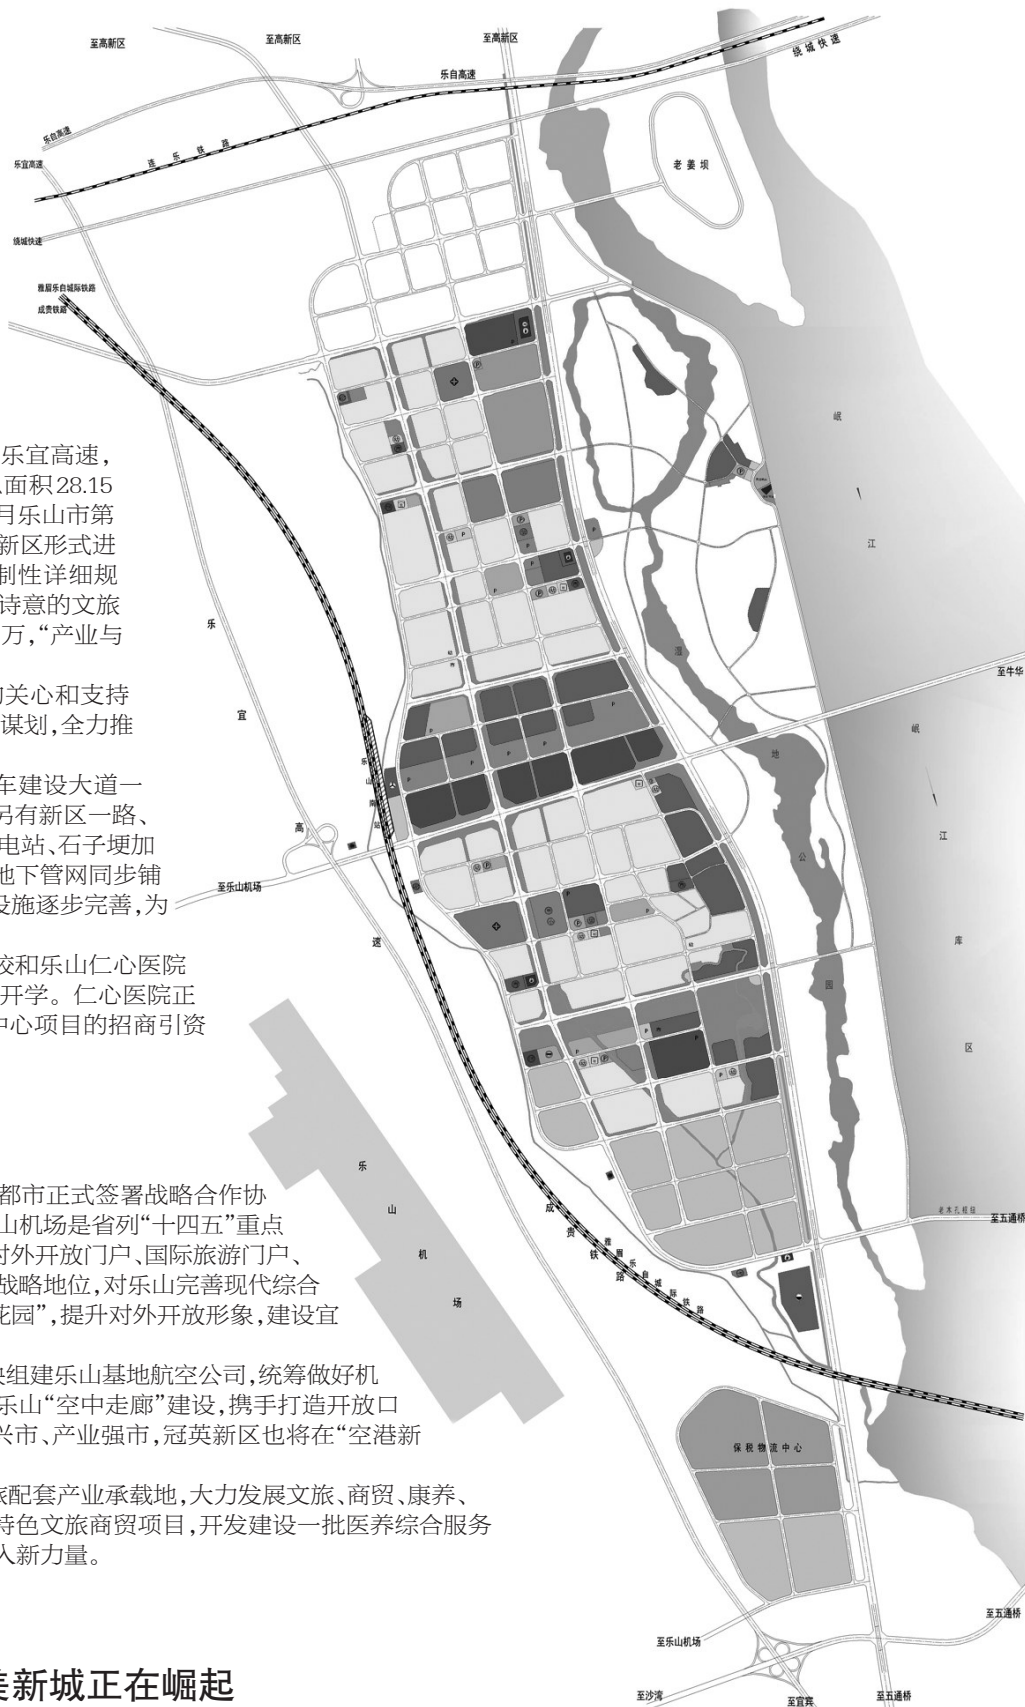 至高新区
至高新区
至高新区
绕城快速
乐自高速
乐自高速
连乐铁路
乐宜高速
老姜坝
绕城快速
雅眉乐自城际铁路
成贵铁路
岷江
乐宜高速
湿地公园
至牛华
岷江库区
乐山南站
至乐山机场
乐山机场
老木孔枢纽
至五通桥
成贵铁路
雅眉乐自城际铁路
保税物流中心
至五通桥
至乐山机场
至沙湾
至宜宾
至五通桥
乐宜高速,
面积28.15
月乐山市第
新区形式进
制性详细规
诗意的文旅
万,“产业与
关心和支持
谋划,全力推
车建设大道一
另有新区一路、
电站、石子埂加
地下管网同步铺
设施逐步完善,为
校和乐山仁心医院
开学。仁心医院正
中心项目的招商引资
都市正式签署战略合作协
山机场是省列“十四五”重点
对外开放门户、国际旅游门户、
战略地位,对乐山完善现代综合
花园”,提升对外开放形象,建设宜
快组建乐山基地航空公司,统筹做好机
乐山“空中走廊”建设,携手打造开放口
兴市、产业强市,冠英新区也将在“空港新
旅配套产业承载地,大力发展文旅、商贸、康养、
特色文旅商贸项目,开发建设一批医养综合服务
入新力量。
美新城正在崛起